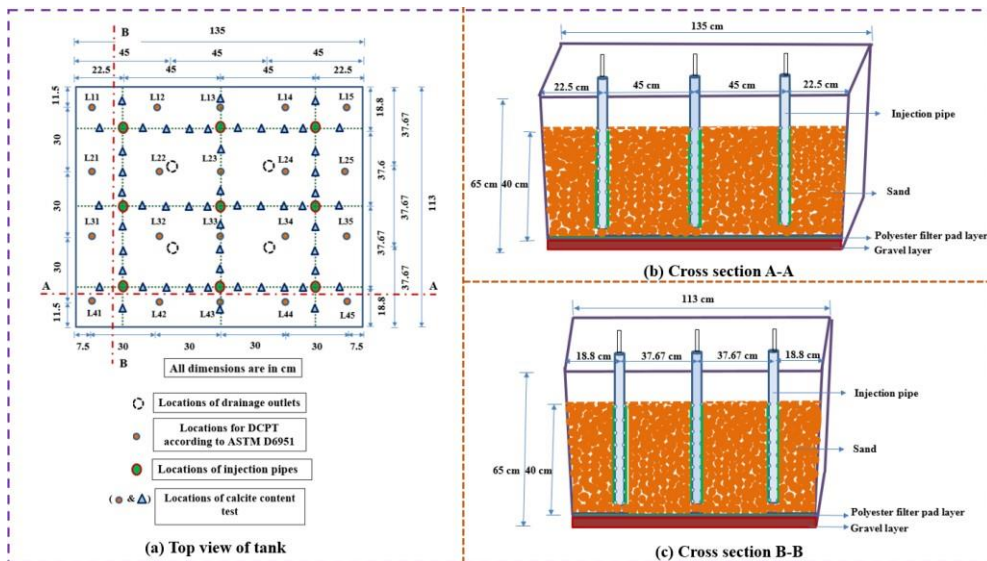 B
135
45
45
45
22.5
45
45
22.5
11.5
30
30
30
11.5
L11
L12
L13
L14
L15
L21
L22
L23
L24
L25
L31
L32
L33
L34
L35
A
A
L41
L42
L43
L44
L45
18.8
37.67
37.67
18.8
37.67
37.6
37.67
113
7.5
30
30
30
30
7.5
B
All dimensions are in cm
Locations of drainage outlets
Locations for DCPT
according to ASTM D6951
Locations of injection pipes
( & )
Locations of calcite content
test
(a) Top view of tank
135 cm
22.5 cm
45 cm
45 cm
22.5 cm
65 cm
40 cm
Injection pipe
Sand
Polyester filter pad layer
Gravel layer
(b) Cross section A-A
113 cm
18.8 cm
37.67 cm
37.67 cm
18.8 cm
65 cm
40 cm
Injection pipe
Sand
Polyester filter pad layer
Gravel layer
(c) Cross section B-B